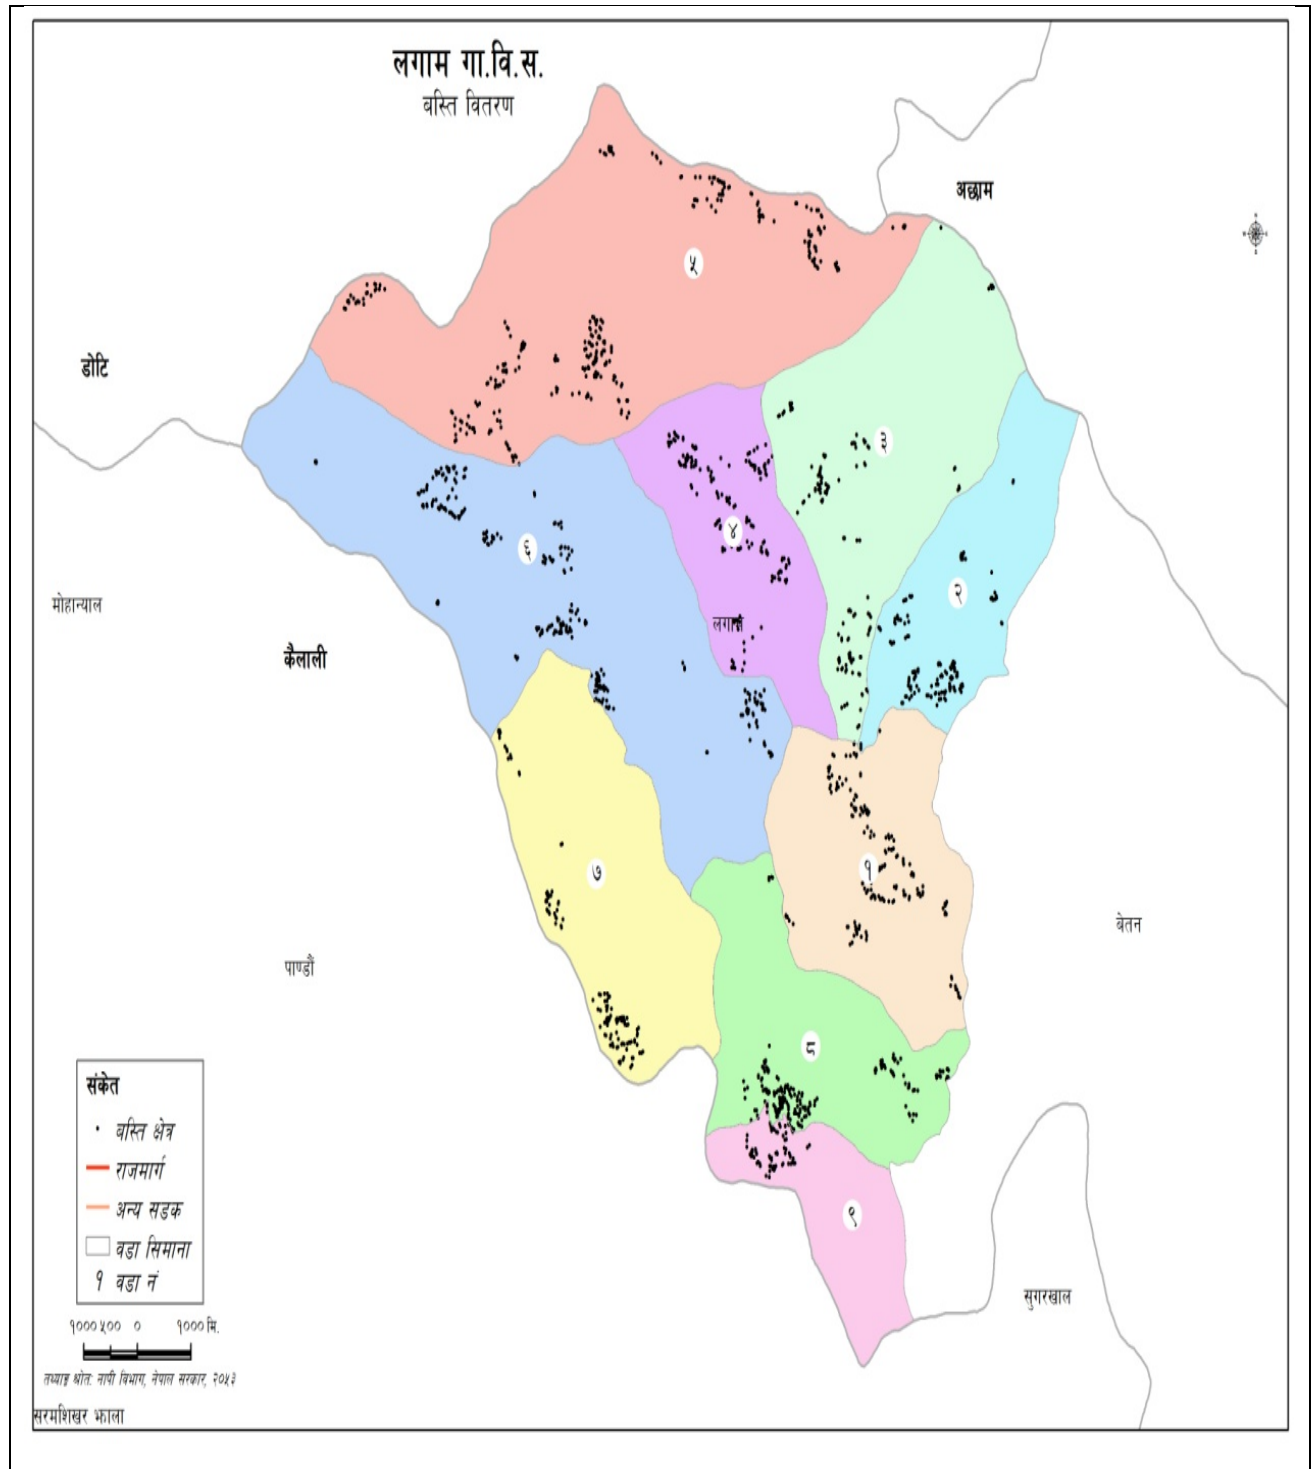 लगाम गा.वि.स.
बस्ति वितरण
अछाम
५
डोटि
३
४
६
२
मोहान्याल
लगाम
कैलाली
७
१
बेतन
पाण्डौं
८
संकेत
बस्ति क्षेत्र
राजमार्ग
अन्य सडक
वडा सिमाना
१ वडा नं
९
सुगरखाल
१००० ५०० ० १००० मि.
तथ्याङ्क श्रोतः नापी विभाग, नेपाल सरकार, २०५३
सरमशिखर झाला